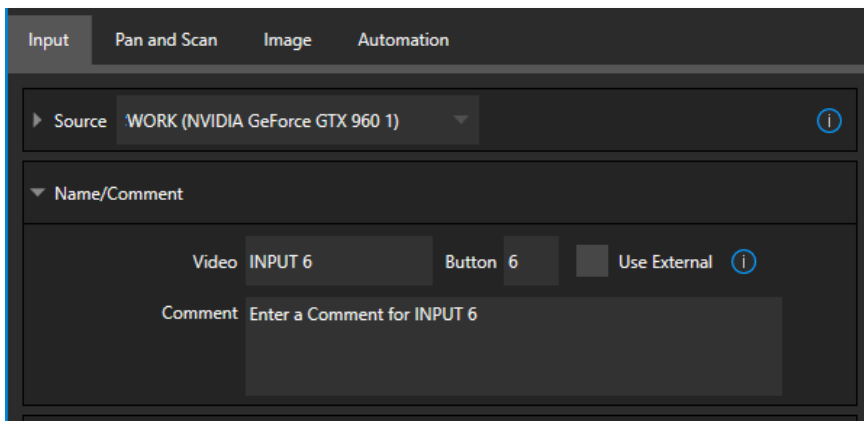 Input Pan and Scan Image Automation
Source :WORK (NVIDIA GeForce GTX 960 1)
Name/Comment
Video INPUT 6 Button 6 Use External
Comment Enter a Comment for INPUT 6